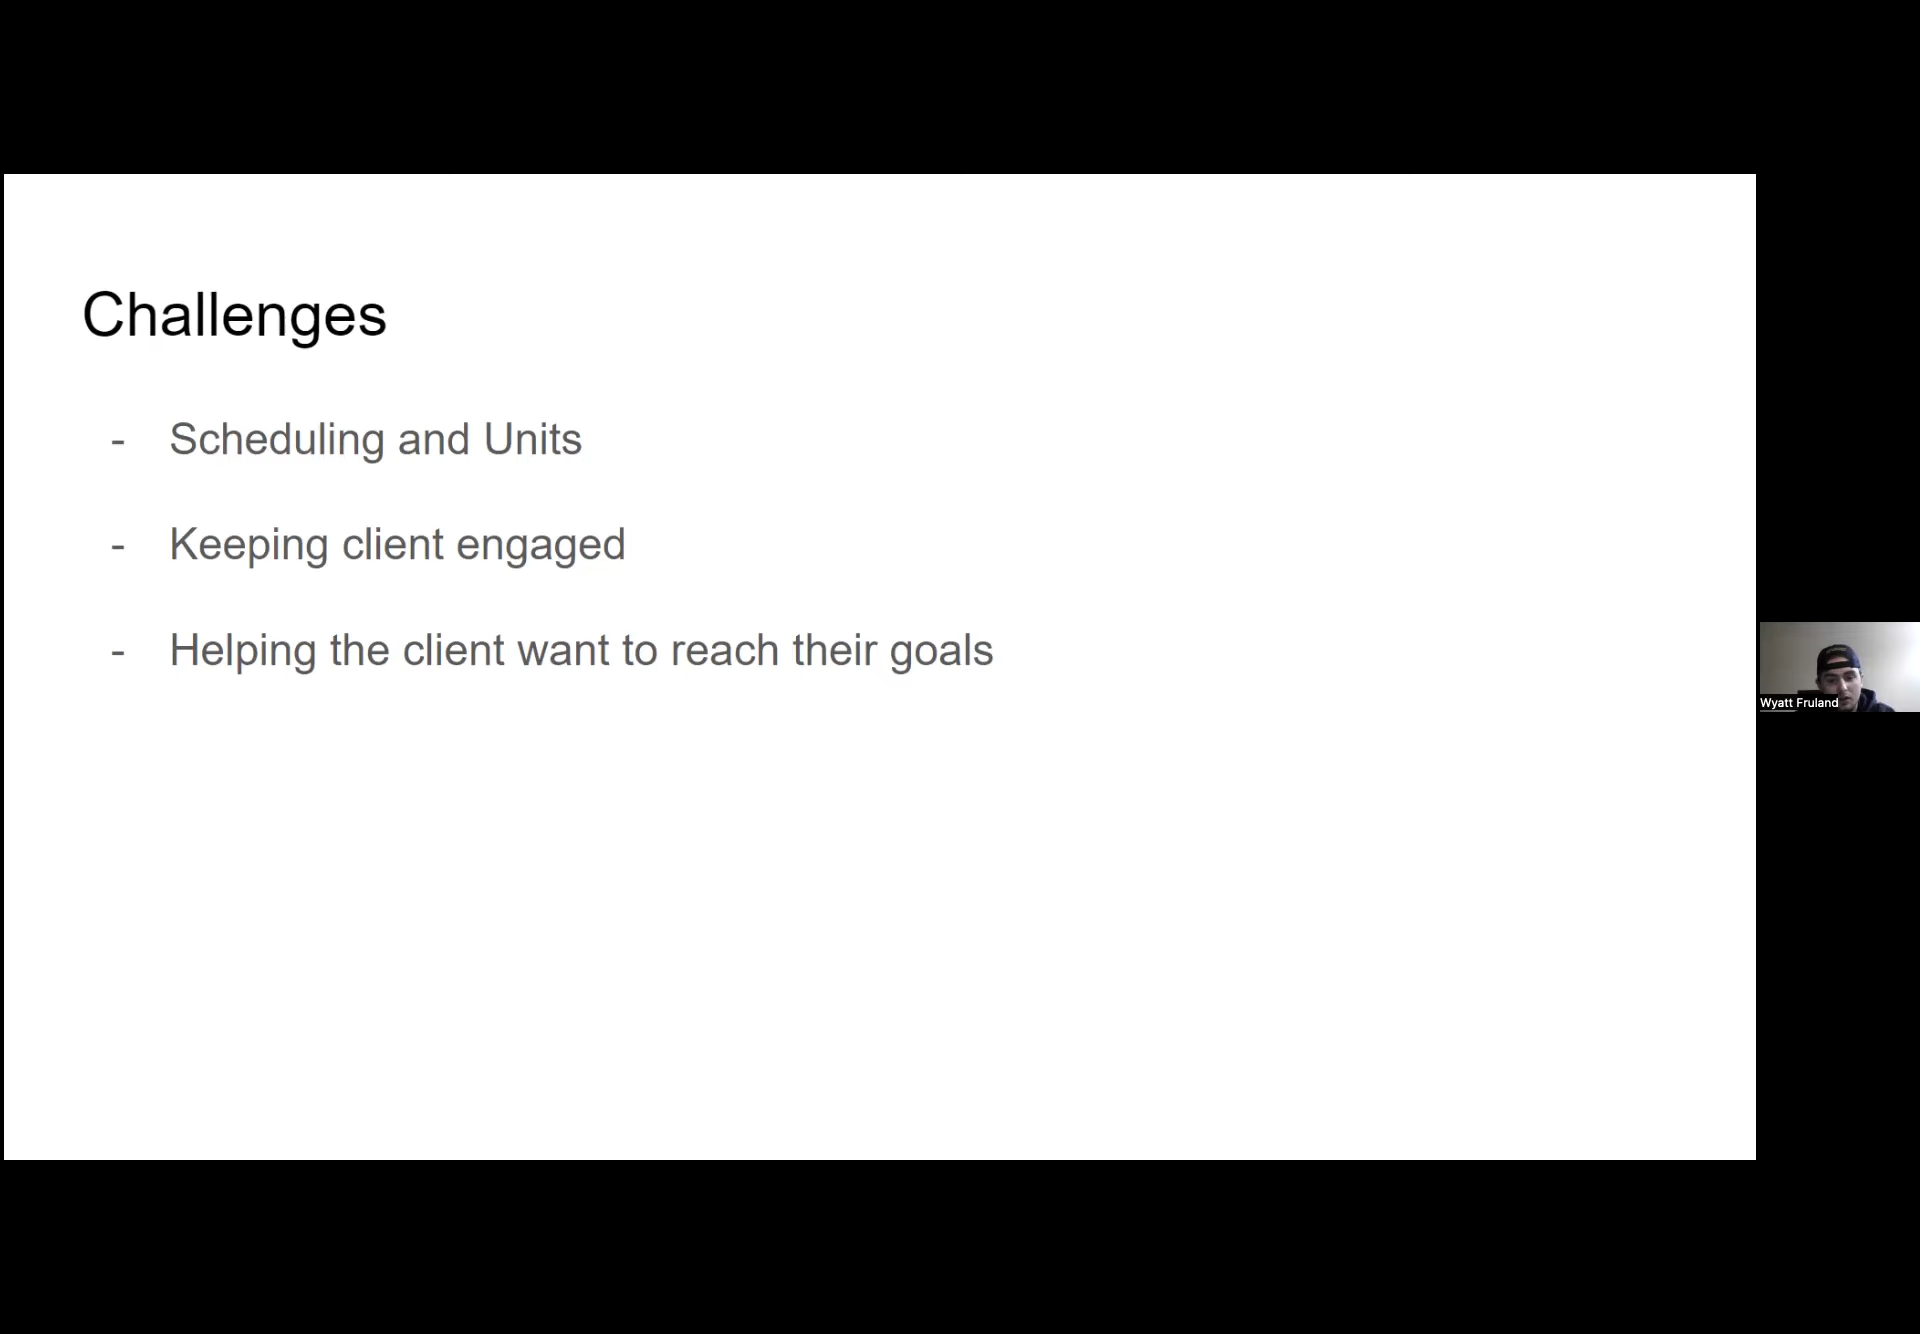 Challenges
- Scheduling and Units
- Keeping client engaged
- Helping the client want to reach their goals
Wyatt Fruland